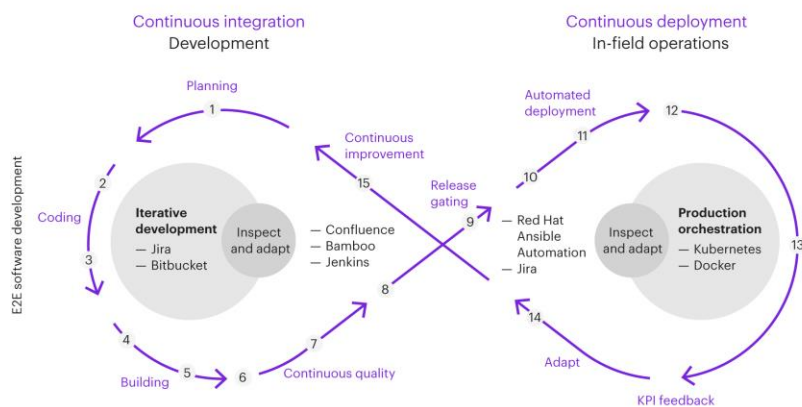 Continuous integration
Development
Continuous deployment
In-field operations
E2E software development
Planning
1
2
Coding
3
4
Building
5
6
7
Continuous quality
8
9
Release
gating
10
11
Automated
deployment
12
13
KPI feedback
Adapt
14
15
Continuous
improvement
Iterative
development
— Jira
— Bitbucket
Inspect
and adapt
— Confluence
— Bamboo
— Jenkins
— Red Hat
Ansible
Automation
— Jira
Inspect
and adapt
Production
orchestration
— Kubernetes
— Docker